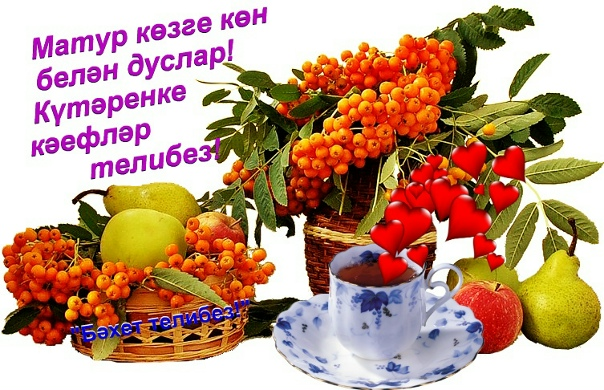 Матур көзге көн
белән дуслар!
Күтәренке
кәефләр
телибез!
"Бәхет телибез!"